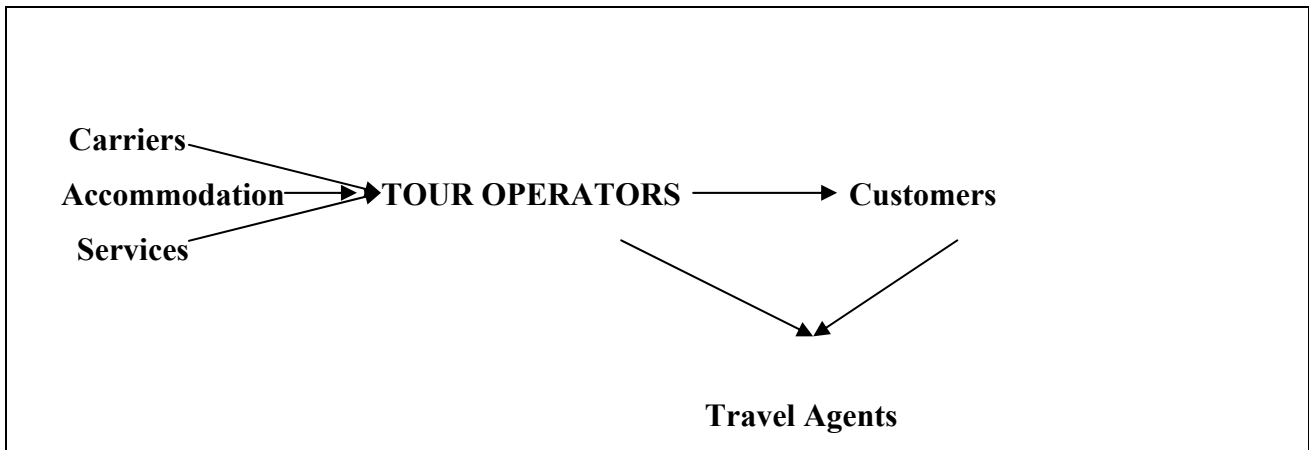 Carriers
Accommodation TOUR OPERATORS Customers
Services
Travel Agents